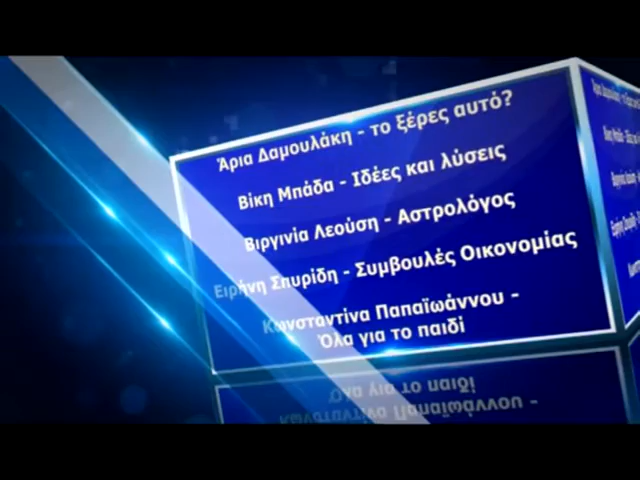 Άρια Δαμουλάκη - το ξέρες αυτό?
Βίκη Μπάδα - Ιδέες και λύσεις
Βιργινία Λεούση - Αστρολόγος
Ειρήνη Σπυρίδη - Συμβουλές Οικονομίας
Κωνσταντίνα Παπαϊωάννου -
Όλα για το παιδί